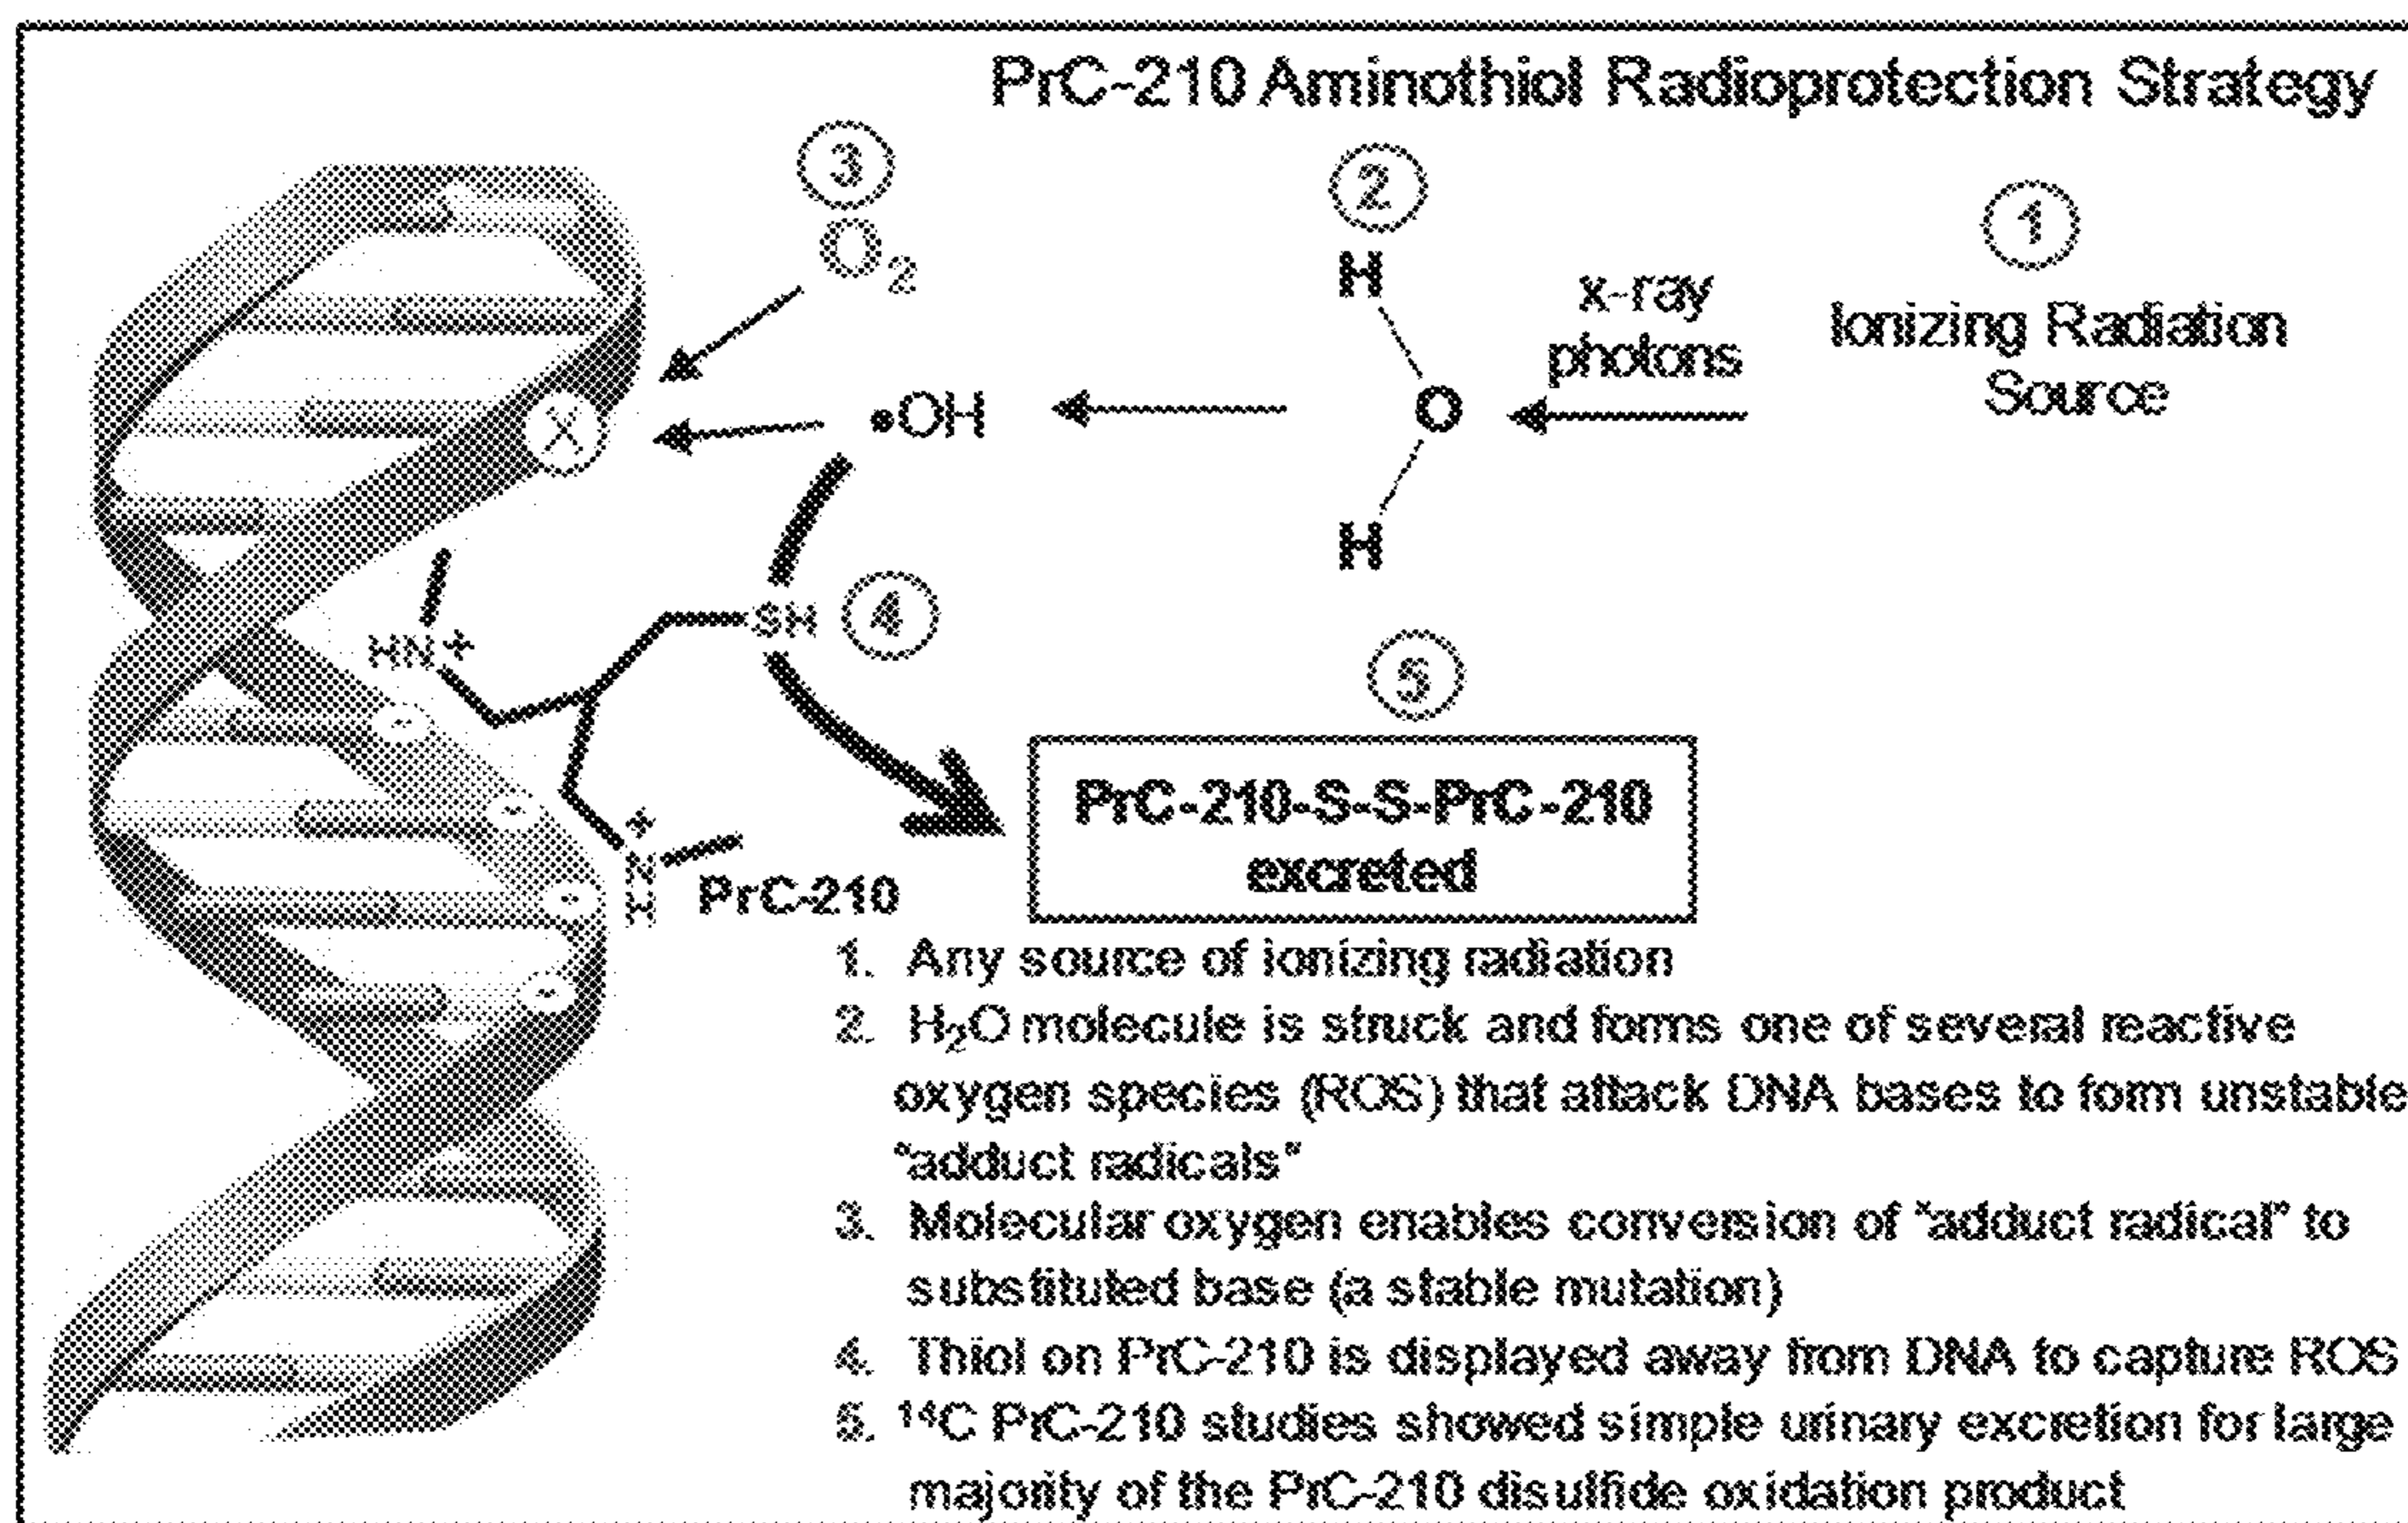 PrC-210 Aminothiol Radioprotection Strategy
3
O₂
2
H
O
H
x-ray
photons
1
Ionizing Radiation
Source
X
•OH
HN +
SH
4
5
PrC-210-S-S-PrC-210
excreted
+
HN
PrC-210
-
-
-
-
1. Any source of ionizing radiation
2. H₂O molecule is struck and forms one of several reactive
oxygen species (ROS) that attack DNA bases to form unstable
"adduct radicals"
3. Molecular oxygen enables conversion of "adduct radical" to
substituted base (a stable mutation)
4. Thiol on PrC-210 is displayed away from DNA to capture ROS
5. ¹⁴C PrC-210 studies showed simple urinary excretion for large
majority of the PrC-210 disulfide oxidation product